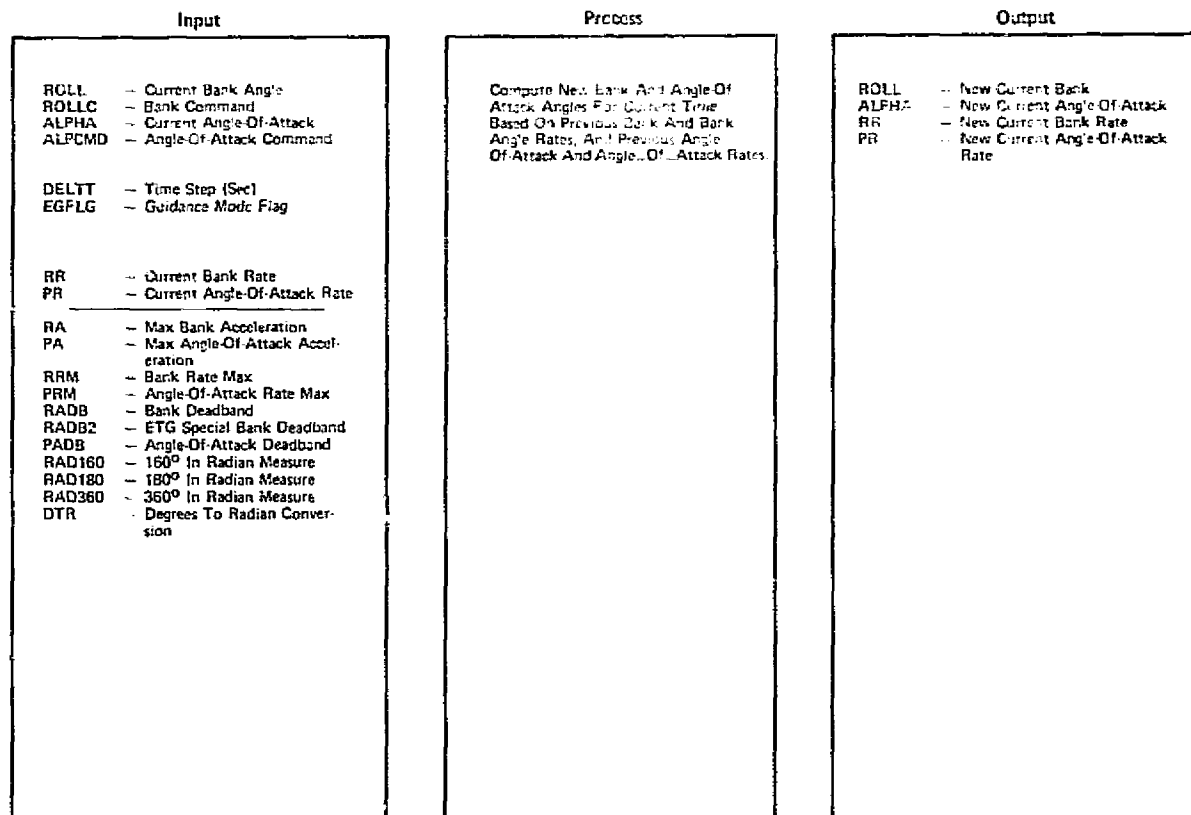 Input
ROLL – Current Bank Angle
ROLLC – Bank Command
ALPHA – Current Angle-Of-Attack
ALPCMD – Angle-Of-Attack Command
DELTT – Time Step (Sec)
EGFLG – Guidance Mode Flag
RR – Current Bank Rate
PR – Current Angle-Of-Attack Rate
RA – Max Bank Acceleration
PA – Max Angle-Of-Attack Accel-
eration
RRM – Bank Rate Max
PRM – Angle-Of-Attack Rate Max
RADB – Bank Deadband
RADB2 – ETG Special Bank Deadband
PADB – Angle-Of-Attack Deadband
RAD160 – 160º In Radian Measure
RAD180 – 180º In Radian Measure
RAD360 – 360º In Radian Measure
DTR – Degrees To Radian Conver-
sion
Process
Compute New Bank And Angle-Of
Attack Angles For Current Time
Based On Previous Bank And Bank
Angle Rates, And Previous Angle
Of-Attack And Angle-Of-Attack Rates.
Output
ROLL – New Current Bank
ALPHA – New Current Angle-Of-Attack
RR – New Current Bank Rate
PR – New Current Angle-Of-Attack
Rate